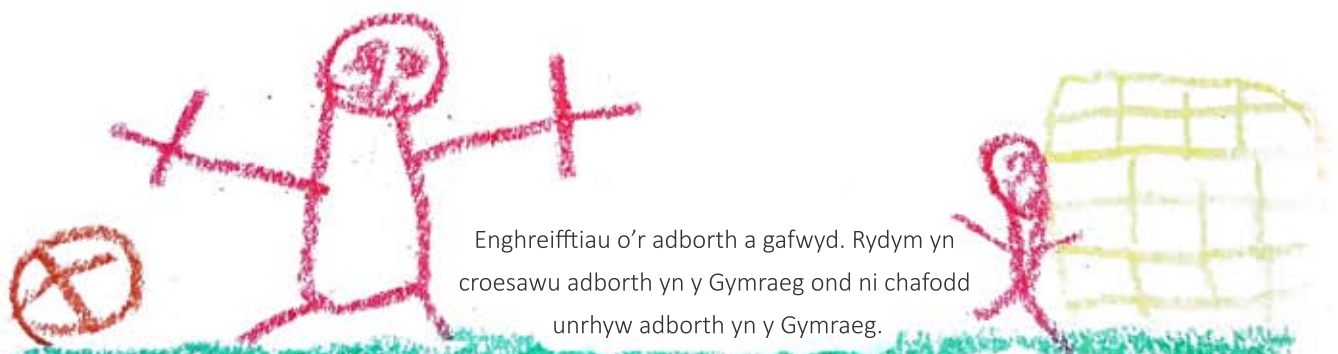 Enghreifftiau o’r adborth a gafwyd. Rydym yn
croesawu adborth yn y Gymraeg ond ni chafodd
unrhyw adborth yn y Gymraeg.